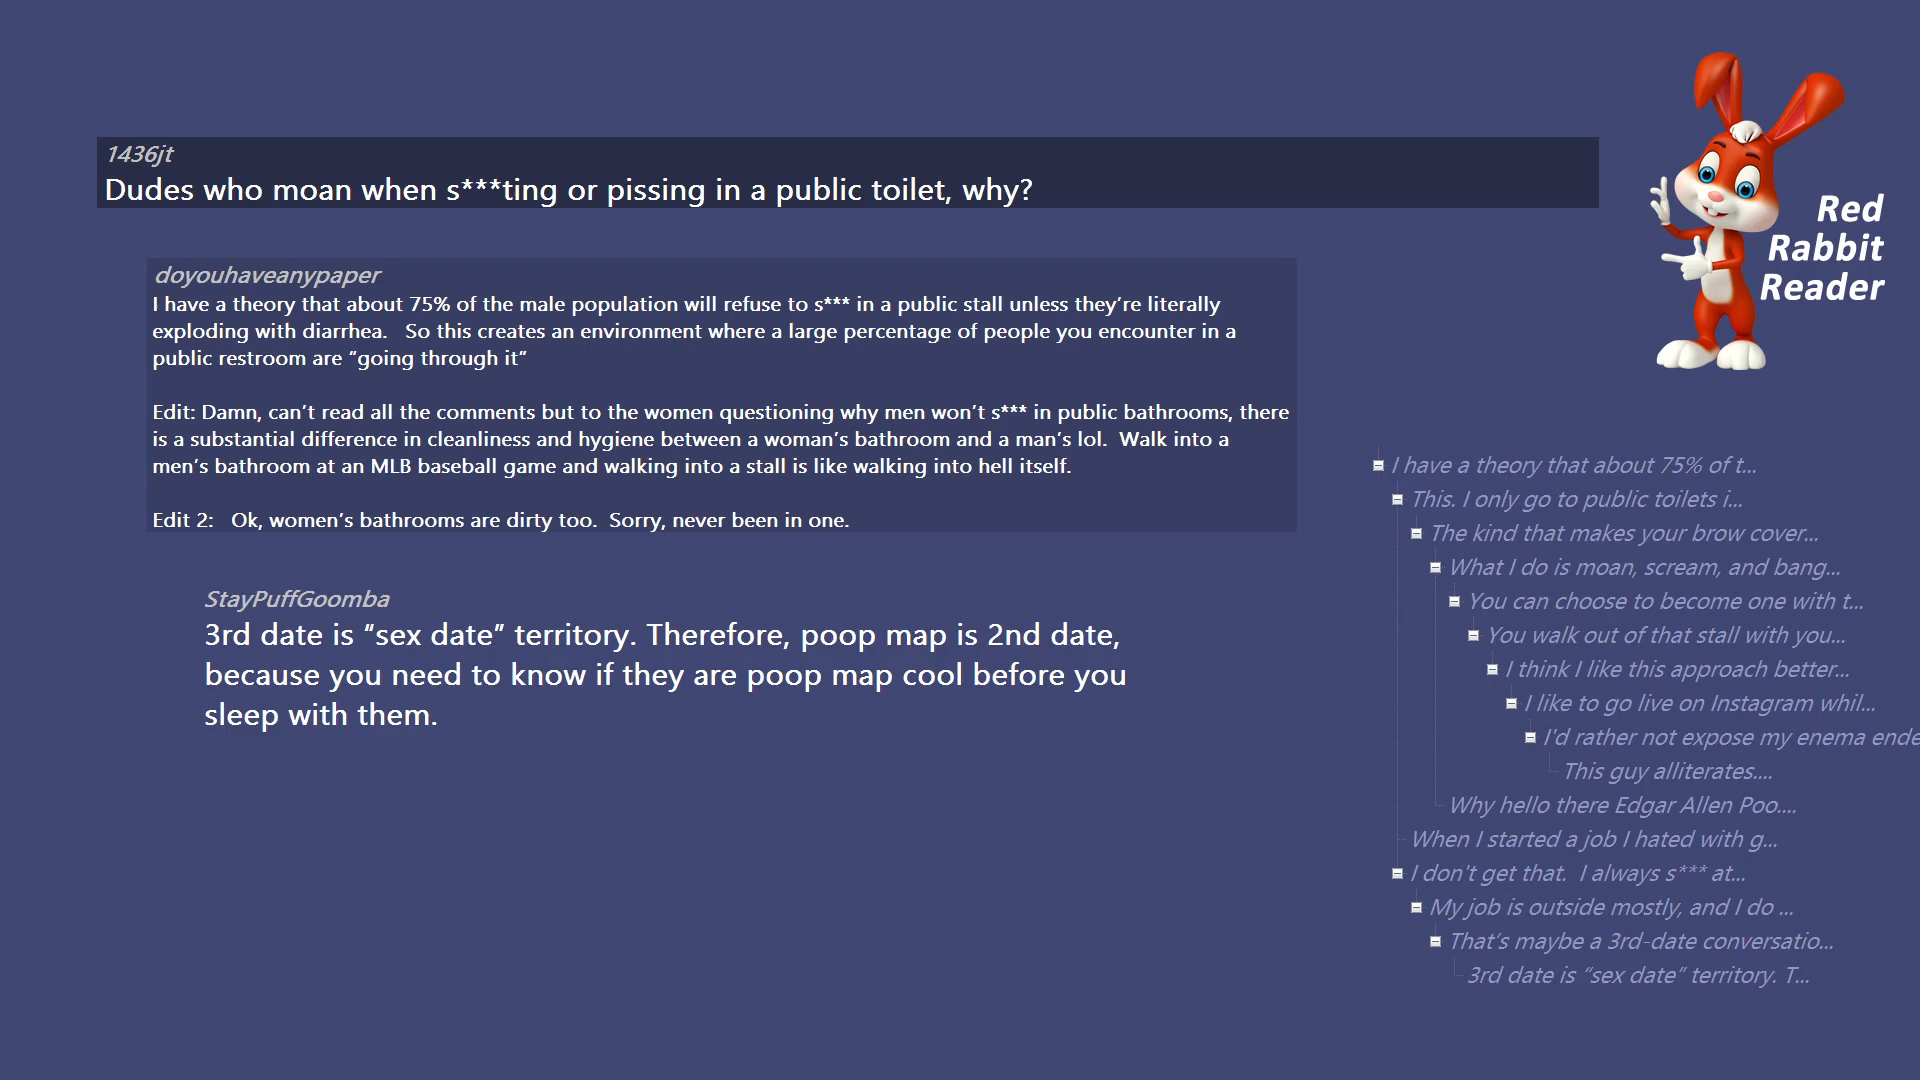 1436jt
Dudes who moan when s***ting or pissing in a public toilet, why?
doyouhaveanypaper
I have a theory that about 75% of the male population will refuse to s*** in a public stall unless they’re literally
exploding with diarrhea.   So this creates an environment where a large percentage of people you encounter in a
public restroom are “going through it”
Edit: Damn, can’t read all the comments but to the women questioning why men won’t s*** in public bathrooms, there
is a substantial difference in cleanliness and hygiene between a woman’s bathroom and a man’s lol.  Walk into a
men’s bathroom at an MLB baseball game and walking into a stall is like walking into hell itself.
Edit 2:   Ok, women’s bathrooms are dirty too.  Sorry, never been in one.
StayPuffGoomba
3rd date is “sex date” territory. Therefore, poop map is 2nd date,
because you need to know if they are poop map cool before you
sleep with them.
Red
Rabbit
Reader
I have a theory that about 75% of t...
This. I only go to public toilets i...
The kind that makes your brow cover...
What I do is moan, scream, and bang...
You can choose to become one with t...
You walk out of that stall with you...
I think I like this approach better...
I like to go live on Instagram whil...
I'd rather not expose my enema ende
This guy alliterates....
Why hello there Edgar Allen Poo....
When I started a job I hated with g...
I don't get that.  I always s*** at...
My job is outside mostly, and I do ...
That’s maybe a 3rd-date conversatio...
3rd date is “sex date” territory. T...